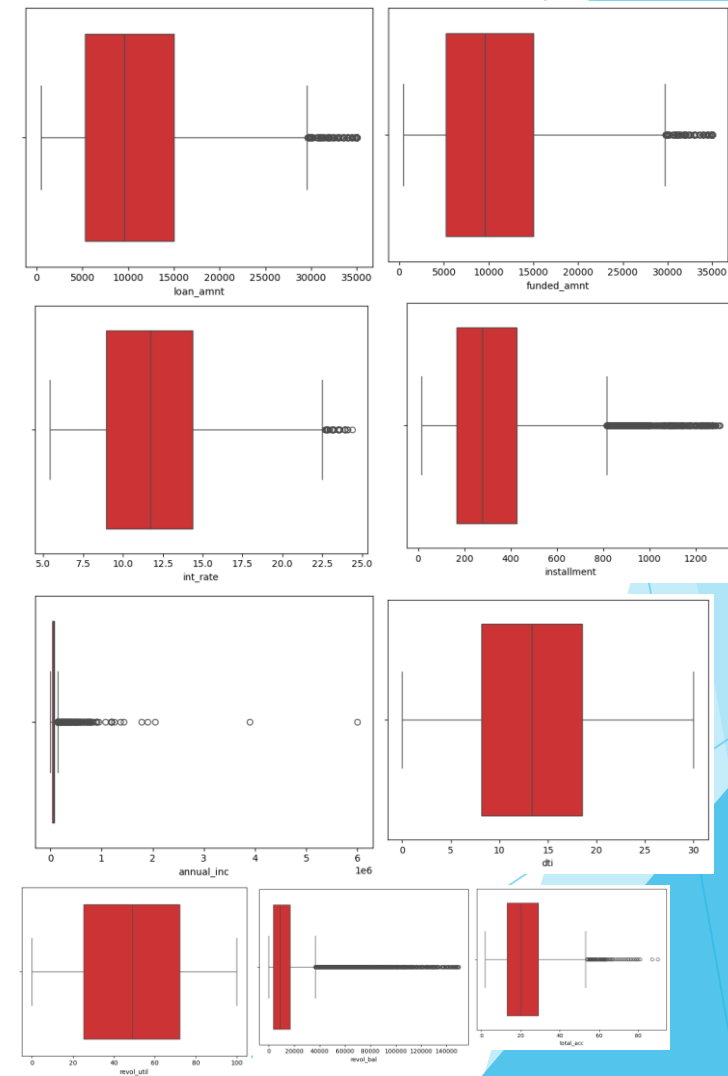 0 5000 10000 15000 20000 25000 30000 35000
loan_amnt
0 5000 10000 15000 20000 25000 30000 35000
funded_amnt
5.0 7.5 10.0 12.5 15.0 17.5 20.0 22.5 25.0
int_rate
0 200 400 600 800 1000 1200
installment
0 1 2 3 4 5 6
annual_inc 1e6
0 5 10 15 20 25 30
dti
0 20 40 60 80 100
revol_util
0 20000 40000 60000 80000 100000 120000 140000
revol_bal
0 20 40 60 80
total_acc